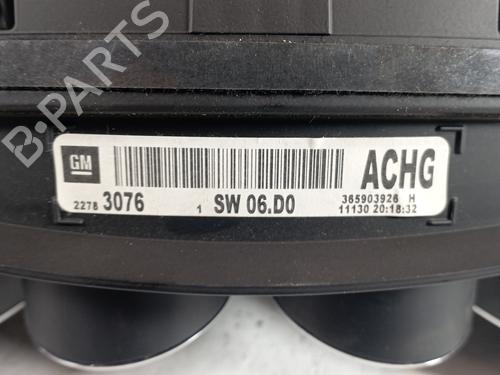 B-PARTS
GM
ACHG
2278 3076 1 SW 06.D0
365903926 H
11130 20:18:32